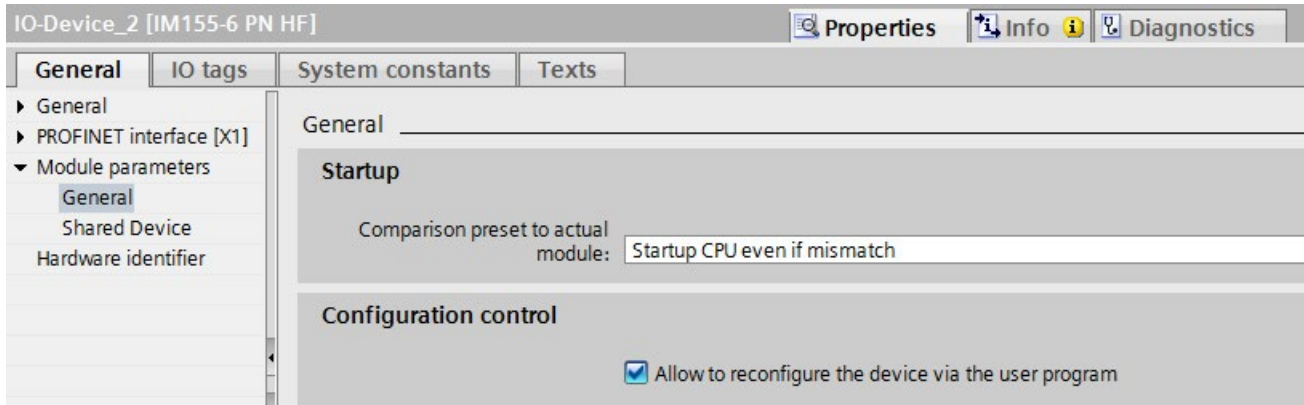 IO-Device_2 [IM155-6 PN HF]
Properties
Info
Diagnostics
General
IO tags
System constants
Texts
General
PROFINET interface [X1]
Module parameters
General
Shared Device
Hardware identifier
General
Startup
Comparison preset to actual
module:
Startup CPU even if mismatch
Configuration control
Allow to reconfigure the device via the user program